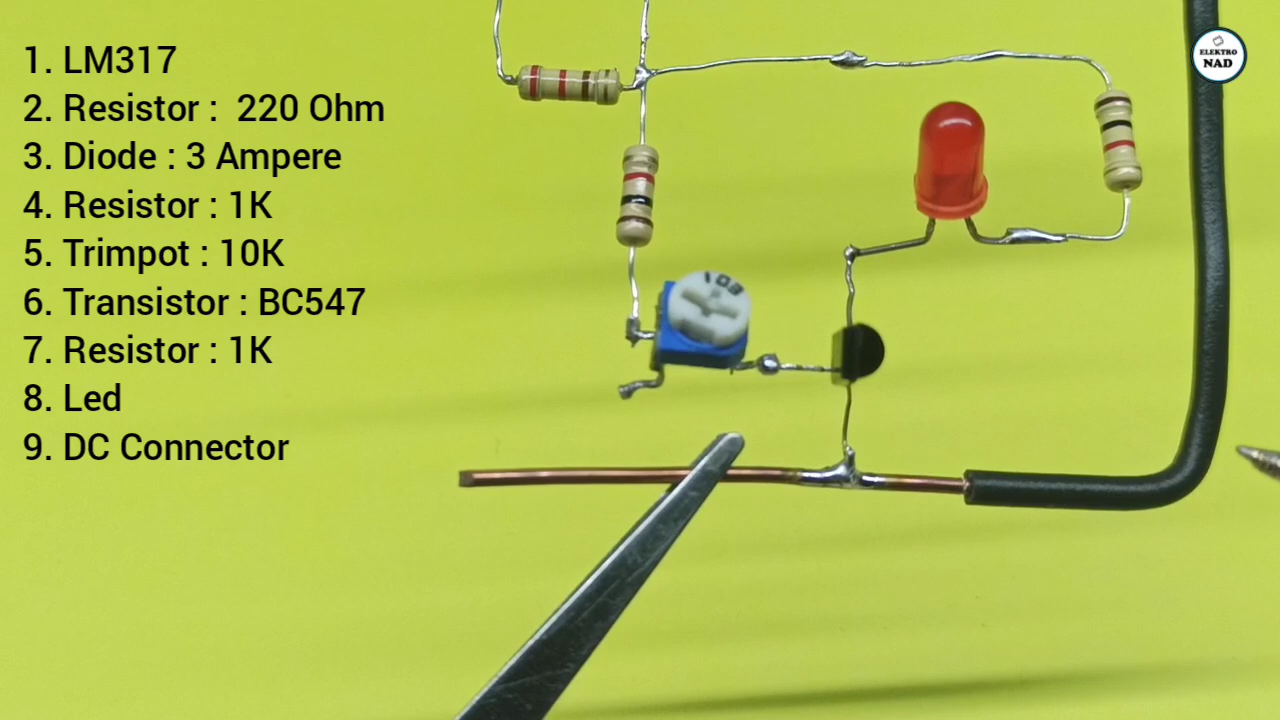 1. LM317
2. Resistor :  220 Ohm
3. Diode : 3 Ampere
4. Resistor : 1K
5. Trimpot : 10K
6. Transistor : BC547
7. Resistor : 1K
8. Led
9. DC Connector
ELEKTRO
NAD
103